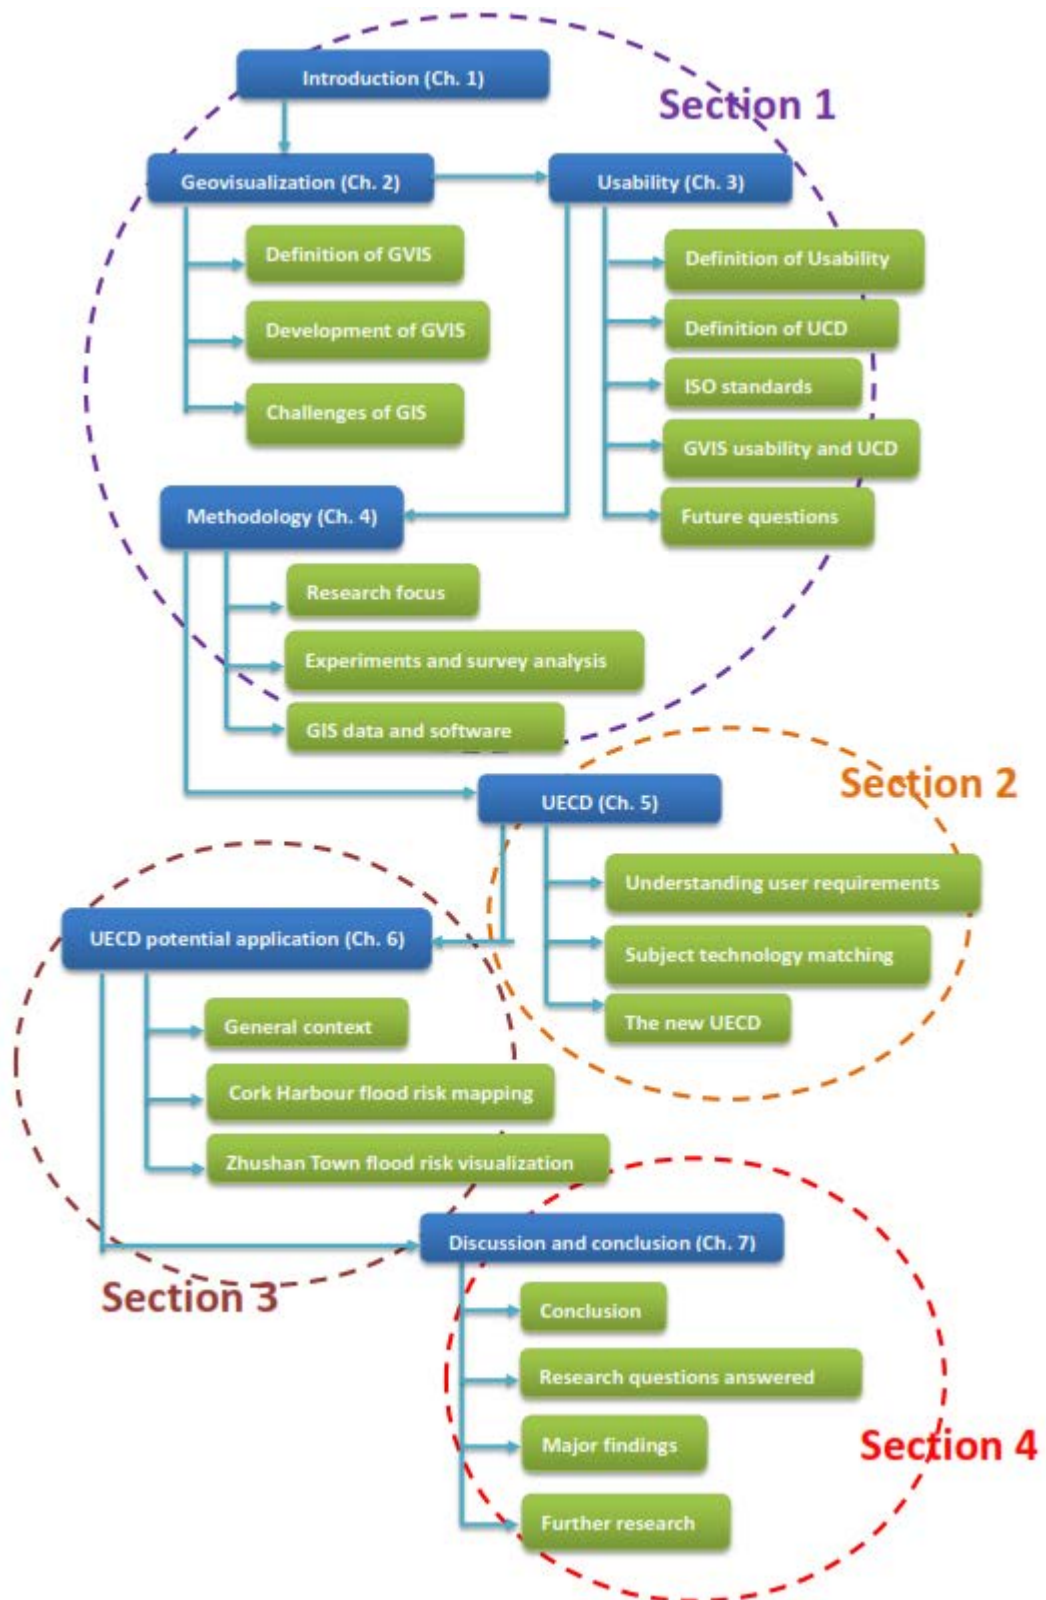 Introduction (Ch. 1)
Section 1
Geovisualization (Ch. 2)
Usability (Ch. 3)
Definition of GVIS
Development of GVIS
Challenges of GIS
Definition of Usability
Definition of UCD
ISO standards
GVIS usability and UCD
Future questions
Methodology (Ch. 4)
Research focus
Experiments and survey analysis
GIS data and software
Section 2
UECD (Ch. 5)
Understanding user requirements
Subject technology matching
The new UECD
UECD potential application (Ch. 6)
General context
Cork Harbour flood risk mapping
Zhushan Town flood risk visualization
Section 3
Discussion and conclusion (Ch. 7)
Conclusion
Research questions answered
Major findings
Further research
Section 4